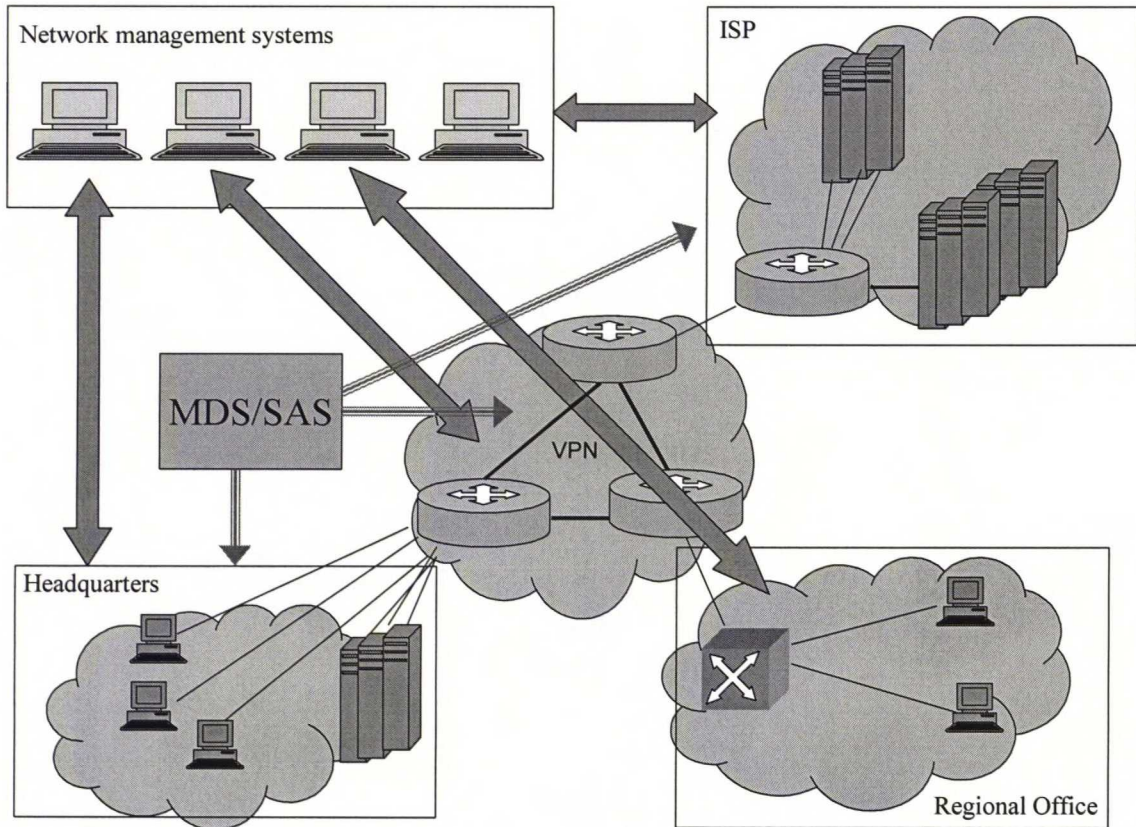 Network management systems
ISP
MDS/SAS
VPN
Headquarters
Regional Office